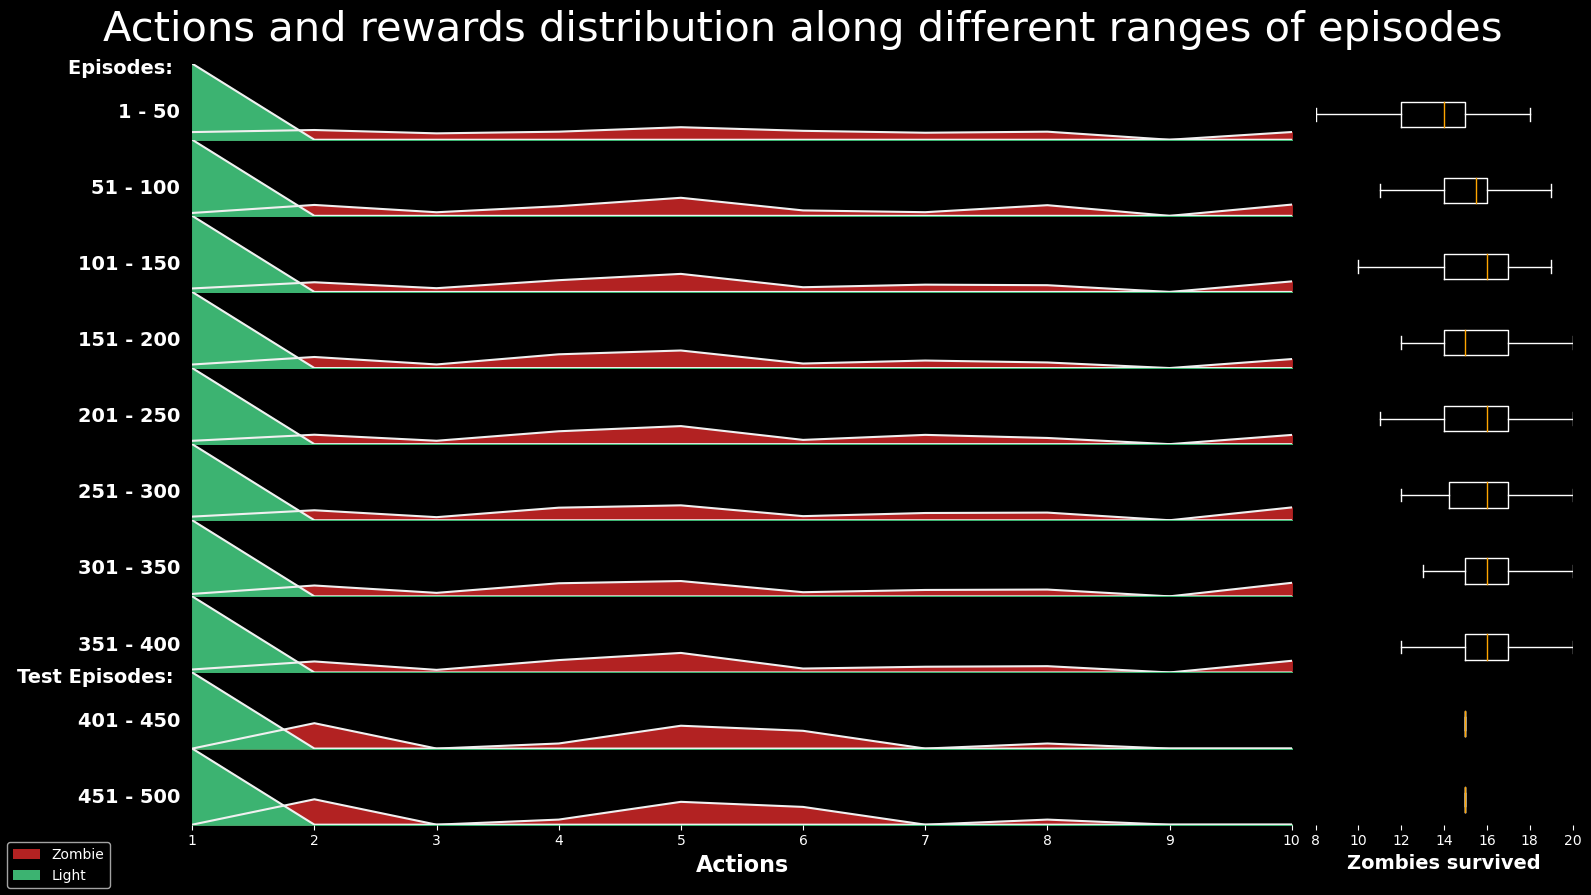 Actions and rewards distribution along different ranges of episodes
Episodes:
1 - 50
51 - 100
101 - 150
151 - 200
201 - 250
251 - 300
301 - 350
351 - 400
Test Episodes:
401 - 450
451 - 500
1 2 3 4 5 6 7 8 9 10
8 10 12 14 16 18 20
Actions
Zombies survived
Zombie
Light